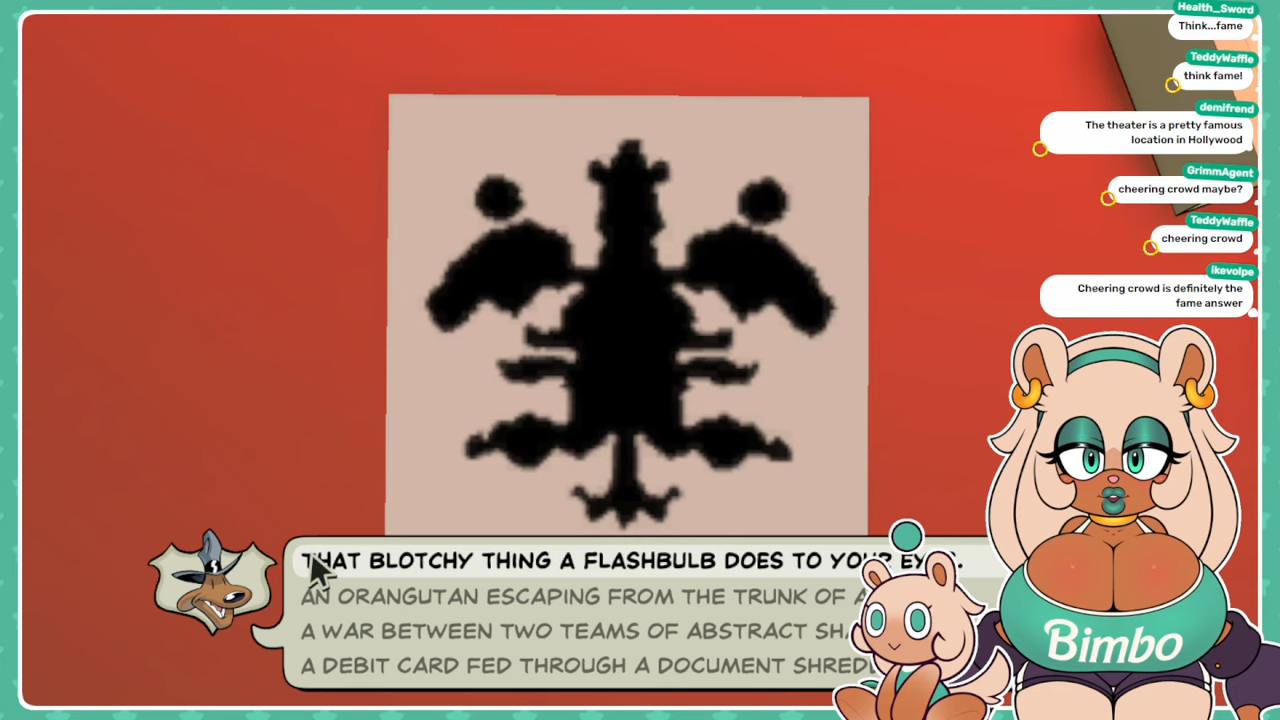 Health_Sword
Think...fame
TeddyWaffle
think fame!
demifrend
The theater is a pretty famous
location in Hollywood
GrimmAgent
cheering crowd maybe?
TeddyWaffle
cheering crowd
ikevolpe
Cheering crowd is definitely the
fame answer
THAT BLOTCHY THING A FLASHBULB DOES TO YOUR
AN ORANGUTAN ESCAPING FROM THE TRUNK OF
A WAR BETWEEN TWO TEAMS OF ABSTRACT
A DEBIT CARD FED THROUGH A DOCUMENT
Bimbo